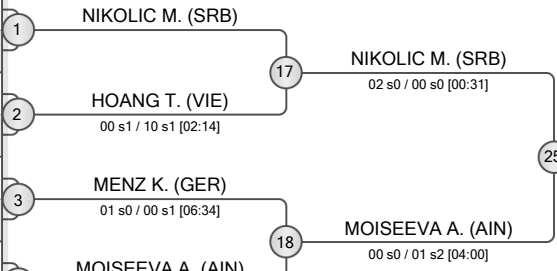 1
NIKOLIC M. (SRB)
17
NIKOLIC M. (SRB)
02 s0 / 00 s0 [00:31]
2
HOANG T. (VIE)
00 s1 / 10 s1 [02:14]
25
3
MENZ K. (GER)
01 s0 / 00 s1 [06:34]
18
MOISEEVA A. (AIN)
00 s0 / 01 s2 [04:00]
MOISEEVA A. (AIN)